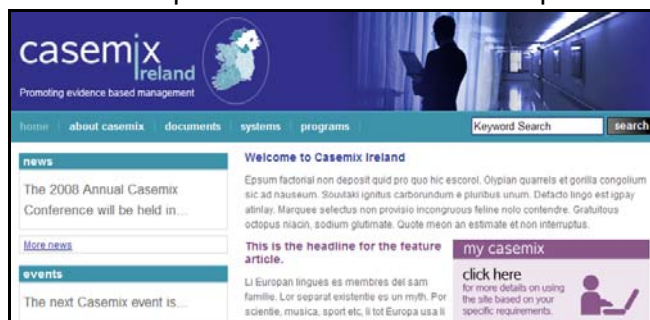 casemix
Ireland
Promoting evidence based management
home about casemix documents systems programs Keyword Search search
news
The 2008 Annual Casemix
Conference will be held in...
More news
events
The next Casemix event is...
Welcome to Casemix Ireland
Epsum factorial non deposit quid pro quo hic escorol. Olypian quarrels et gorilla congolium
sic ad nauseum. Souvlaki ignitus carborundum e pluribus unum. Defacto lingo est igpay
atinlay. Marquee selectus non provisio incongruous feline nolo contendre. Gratuitous
octopus niacin, sodium glutimate. Quote meon an estimate et non interruptus.
This is the headline for the feature
article.
Li Europan lingues es membres del sam
familie. Lor separat existentie es un myth. Por
scientie, musica, sport etc, li tot Europa usa li
my casemix
click here
for more details on using
the site based on your
specific requirements.